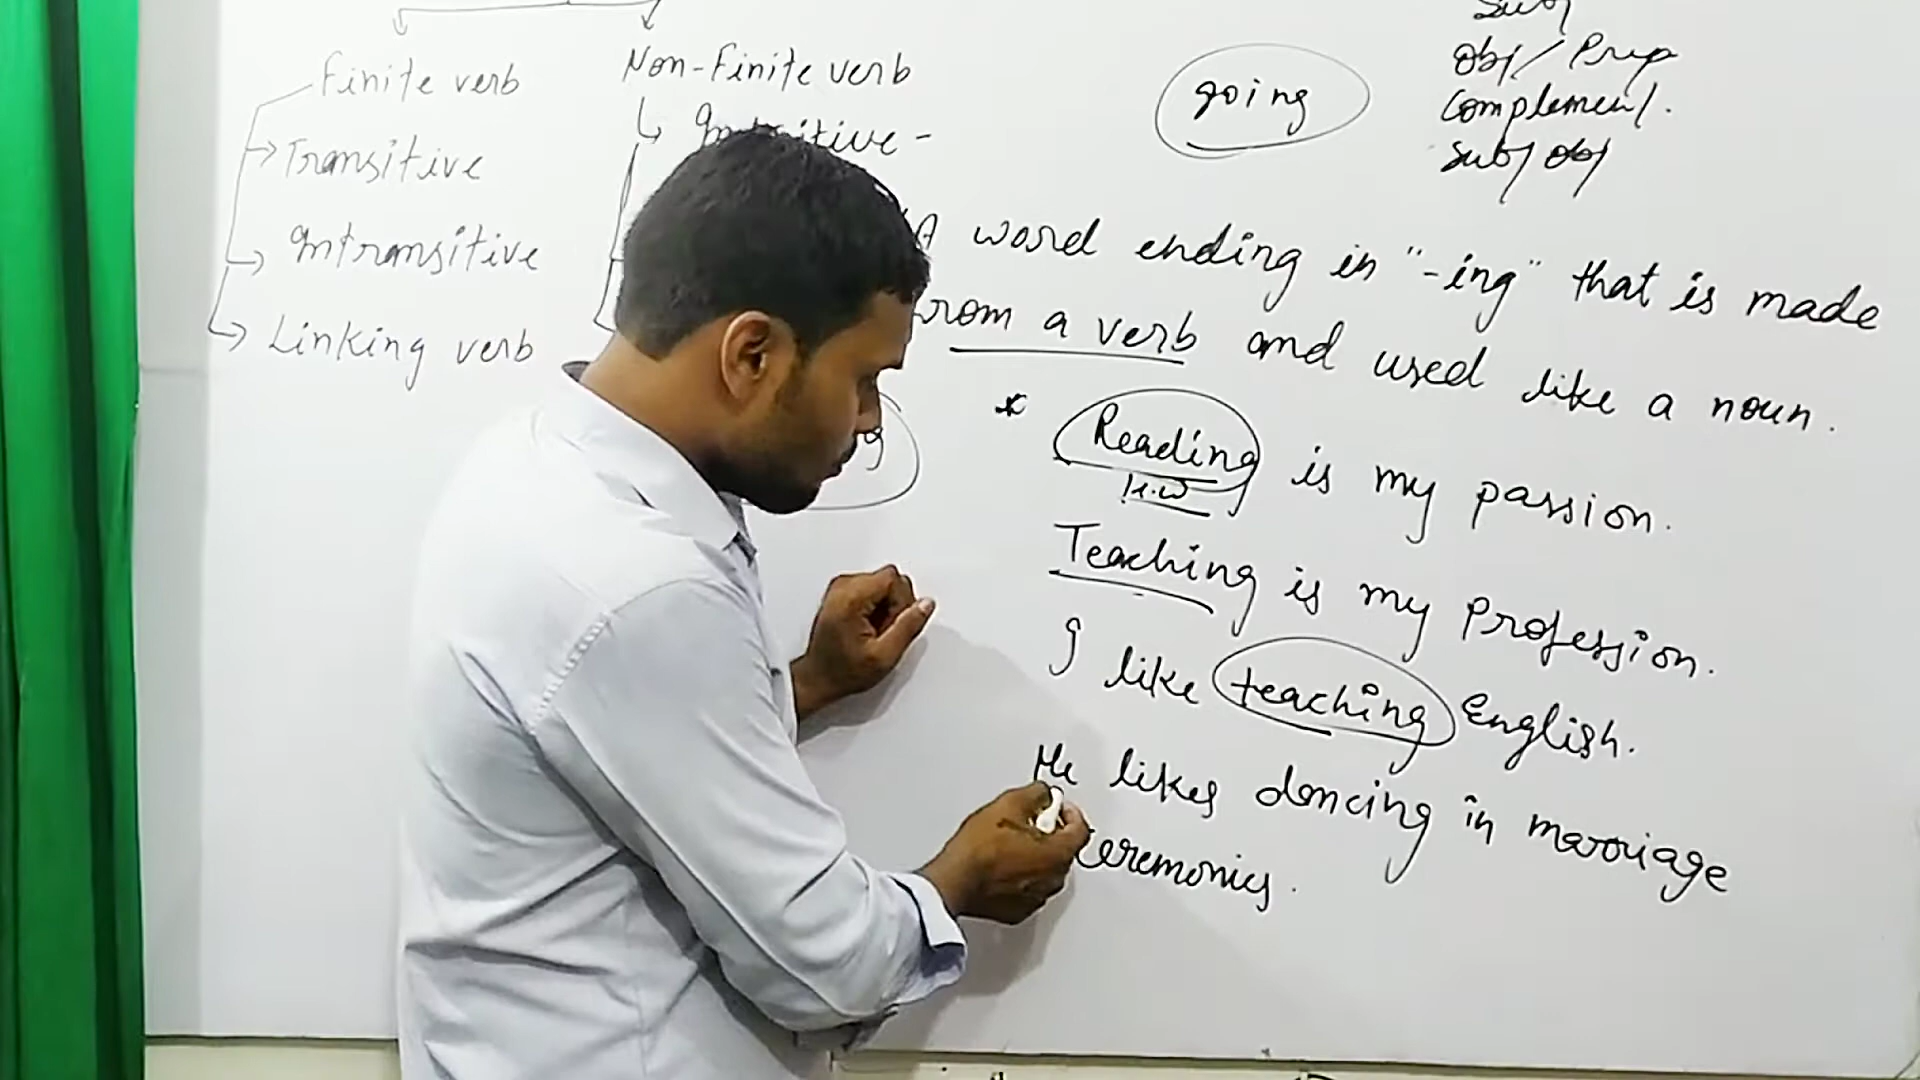 Finite verb
Transitive
Intransitive
Linking verb
Non-Finite verb
going
Sub/
Obj / Prep
Complement.
Sub/ Obj
A word ending in "-ing" that is made
from a verb and used like a noun.
* Reading is my passion.
Teaching is my Profession.
I like teaching English.
He likes dancing in marriage
ceremonies.